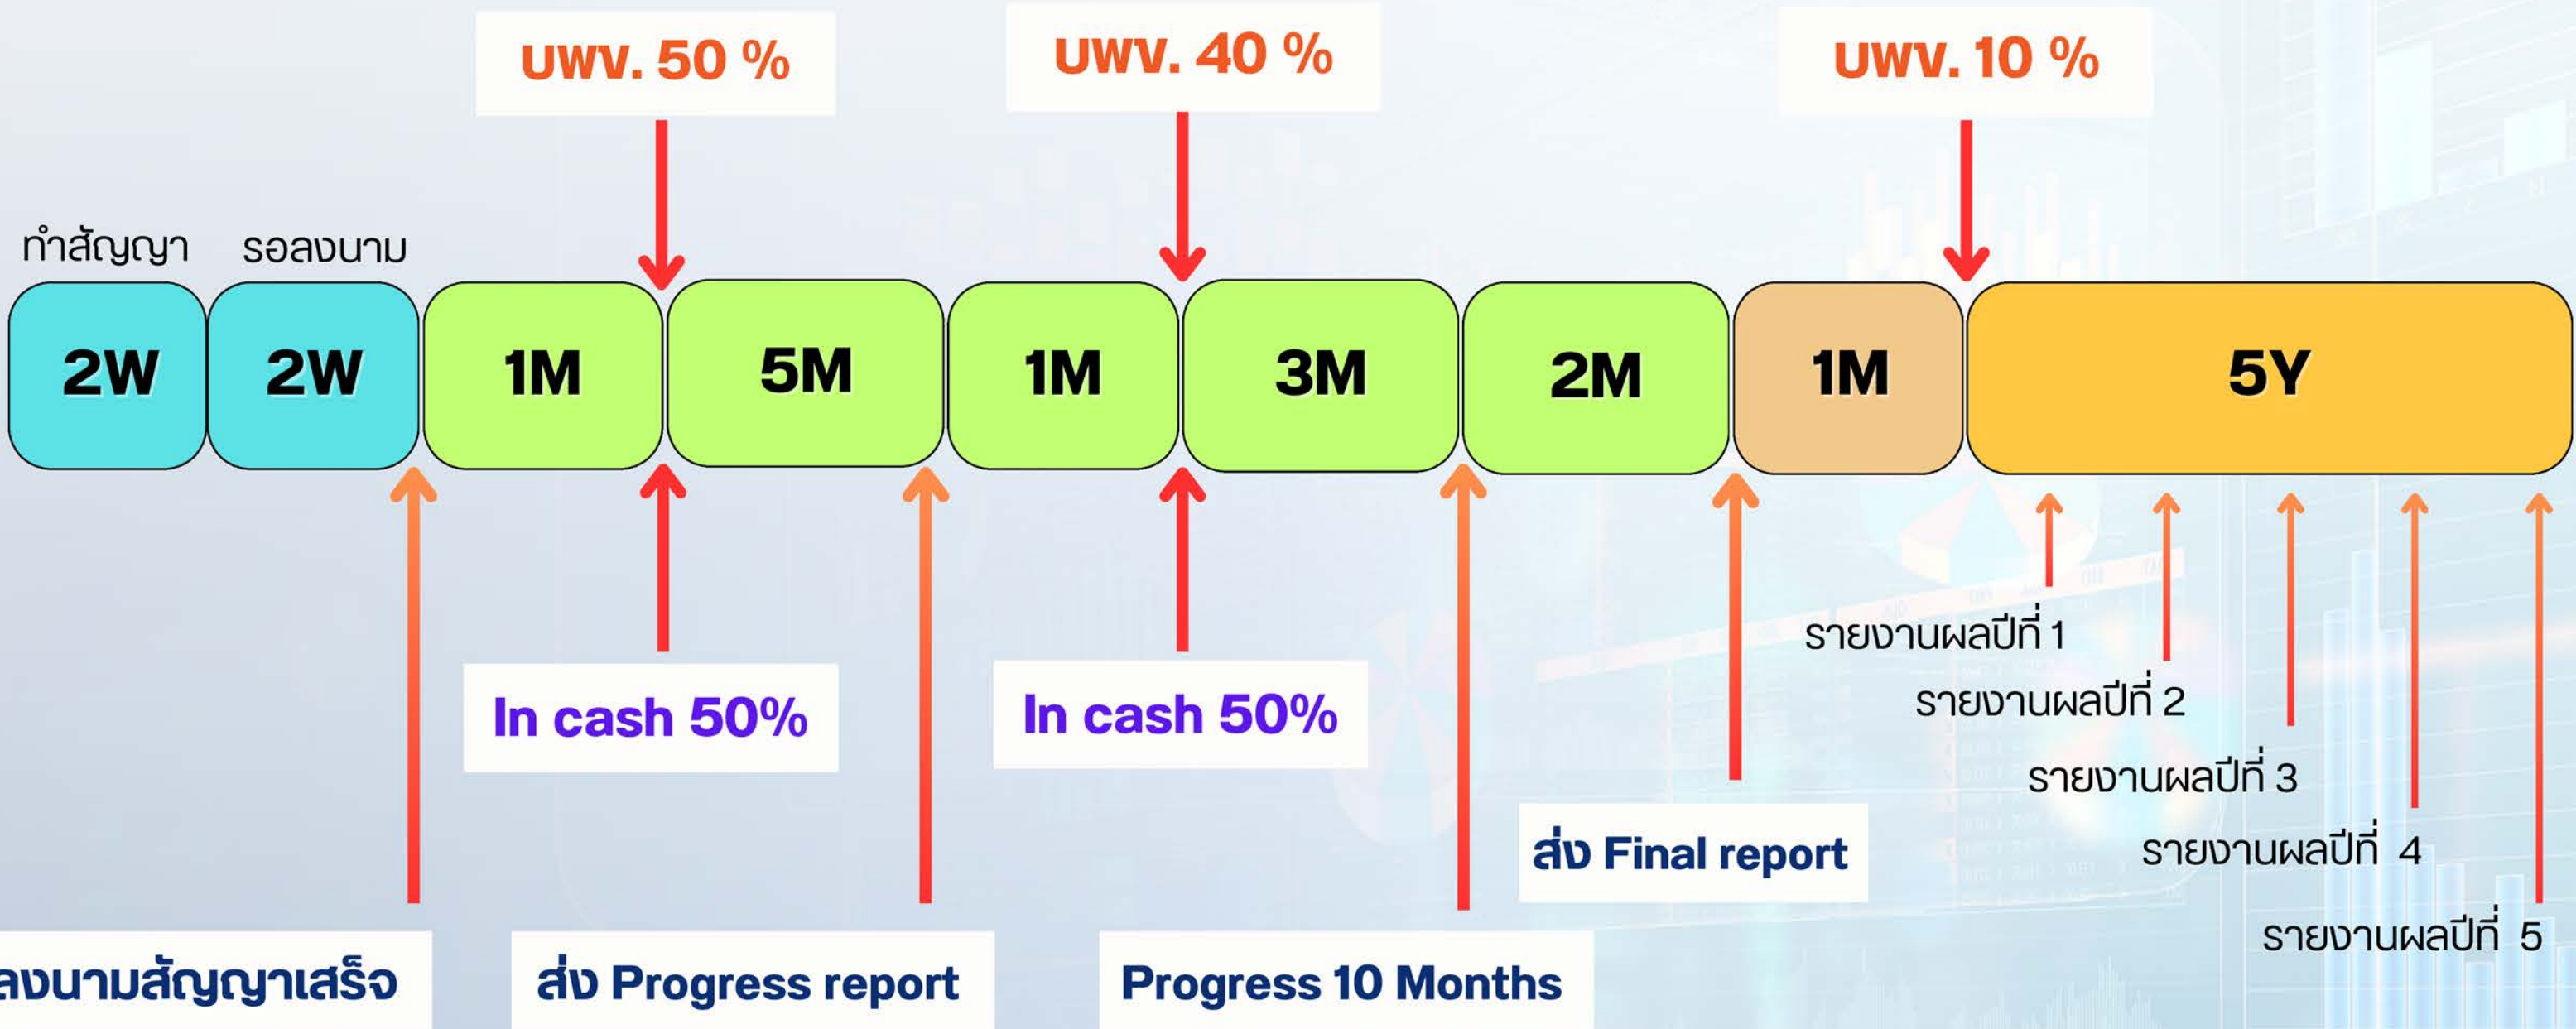 บพข. 50 %
บพข. 40 %
บพข. 10 %
ทำสัญญา
รอลงนาม
2W
2W
1M
5M
1M
3M
2M
1M
5Y
In cash 50%
In cash 50%
รายงานผลปีที่ 1
รายงานผลปีที่ 2
รายงานผลปีที่ 3
รายงานผลปีที่ 4
รายงานผลปีที่ 5
ส่ง Final report
ลงนามสัญญาเสร็จ
ส่ง Progress report
Progress 10 Months